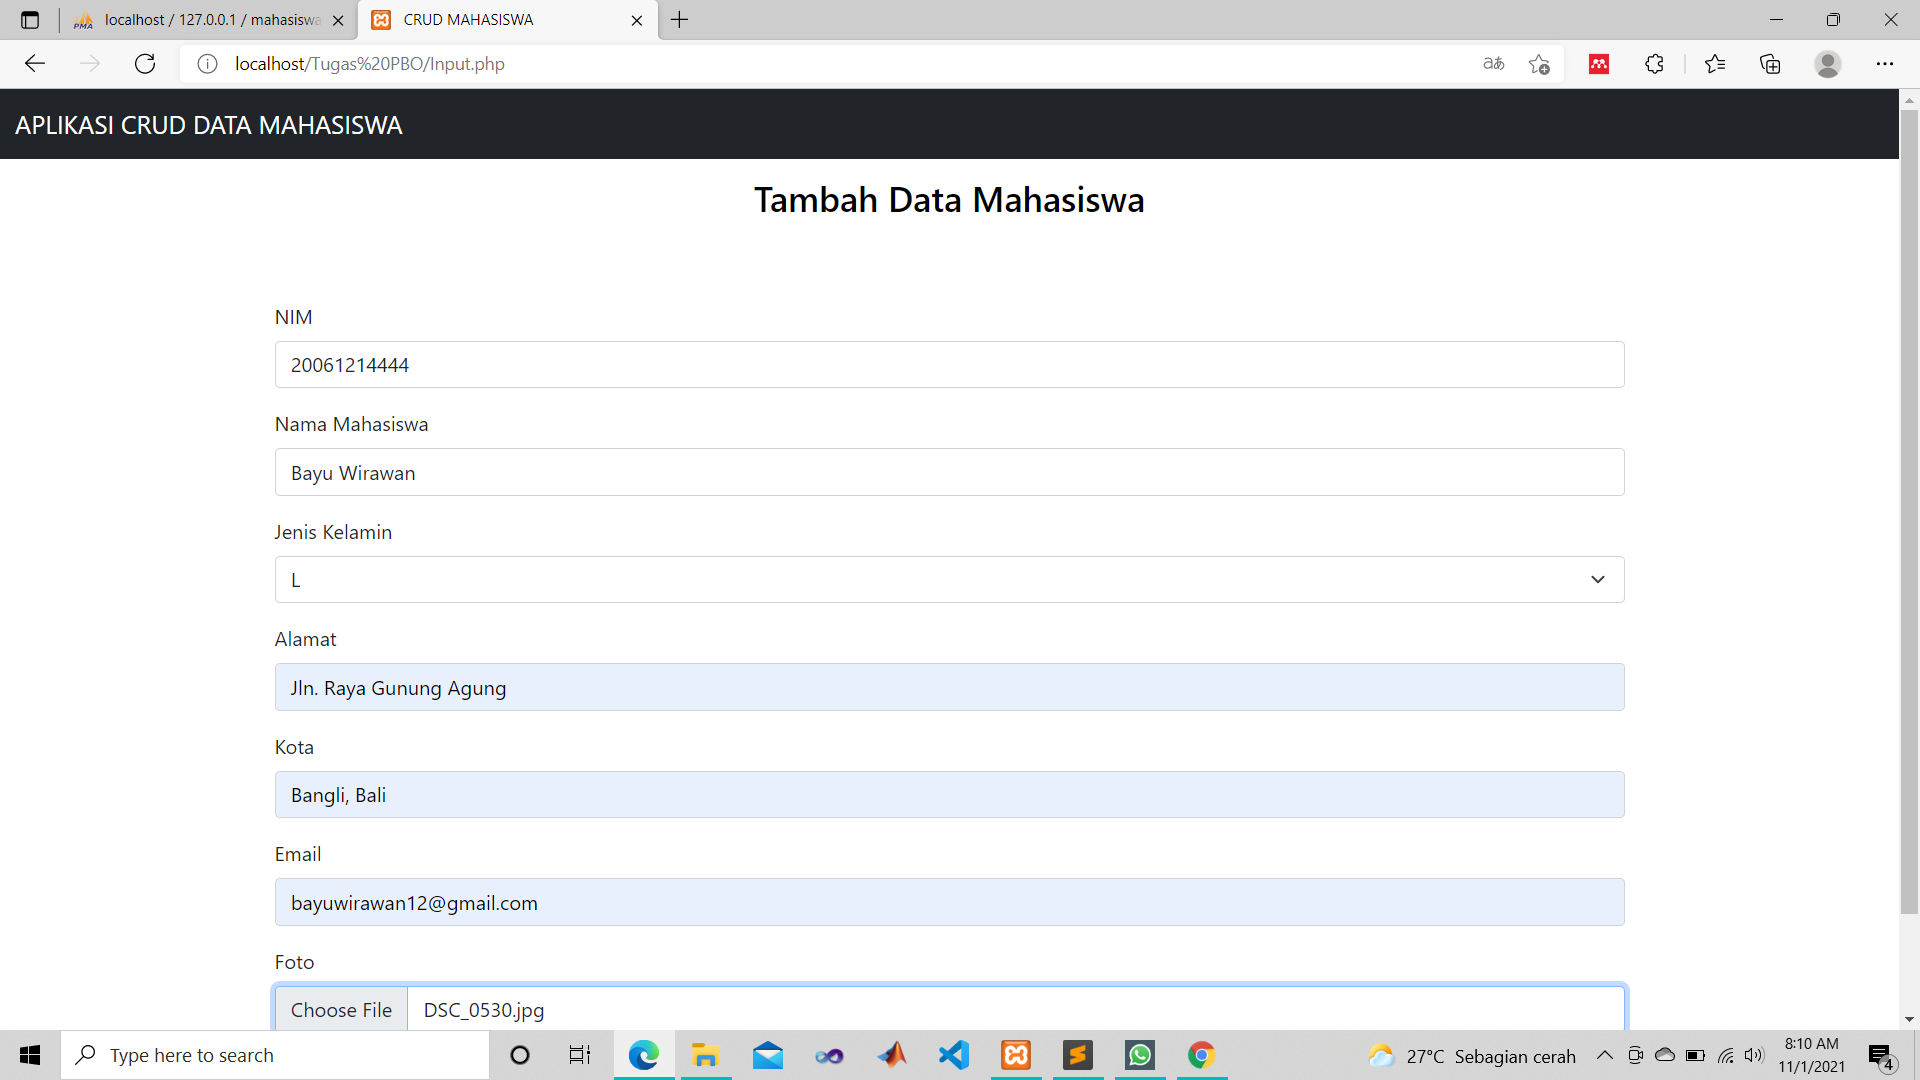 localhost / 127.0.0.1 / mahasiswa
CRUD MAHASISWA
localhost/Tugas%20PBO/Input.php
APLIKASI CRUD DATA MAHASISWA
Tambah Data Mahasiswa
NIM
20061214444
Nama Mahasiswa
Bayu Wirawan
Jenis Kelamin
L
Alamat
Jln. Raya Gunung Agung
Kota
Bangli, Bali
Email
bayuwirawan12@gmail.com
Foto
Choose File DSC_0530.jpg
Type here to search
27°C Sebagian cerah
8:10 AM
11/1/2021
4